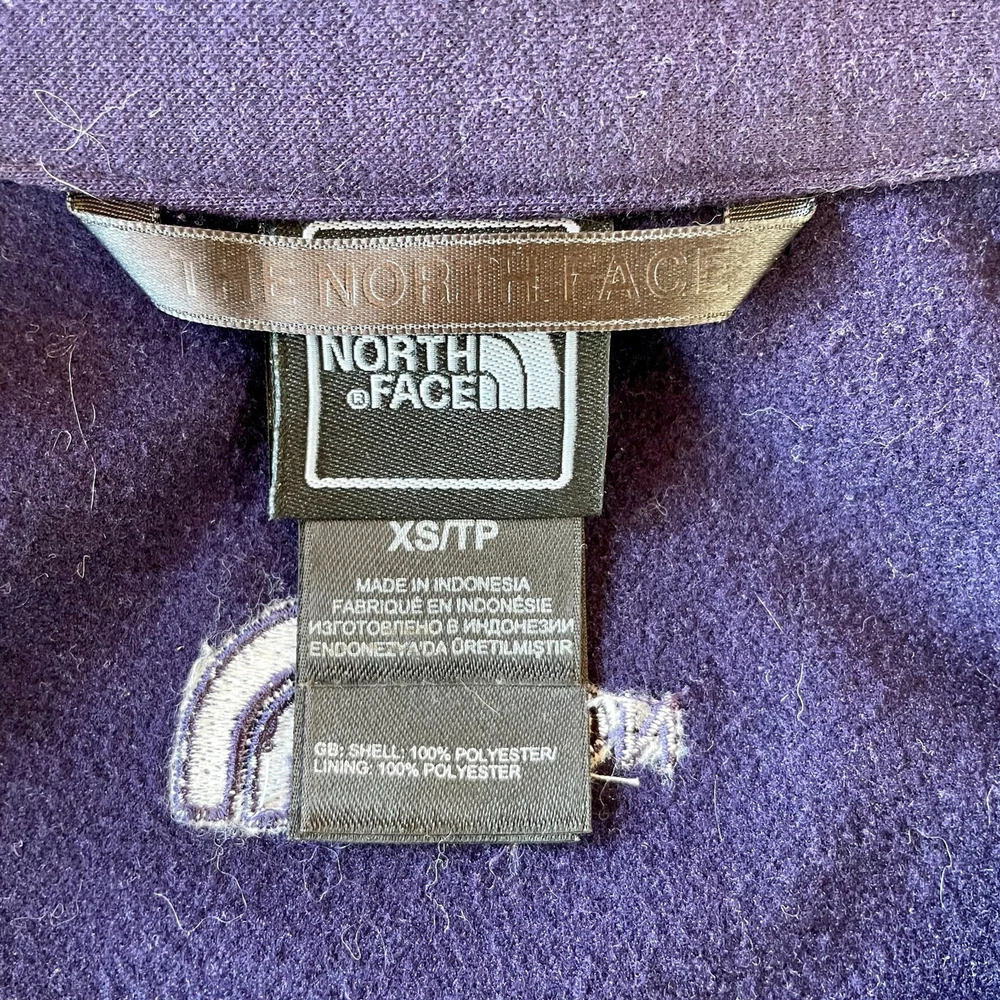 THE NORTH FACE
NORTH
® FACE
XS/TP
MADE IN INDONESIA
FABRIQUÉ EN INDONÉSIE
ИЗГОТОВЛЕНО В ИНДОНЕЗИИ
ENDONEZYA'DA ÜRETILMIŞTIR
GB: SHELL: 100% POLYESTER/
LINING: 100% POLYESTER